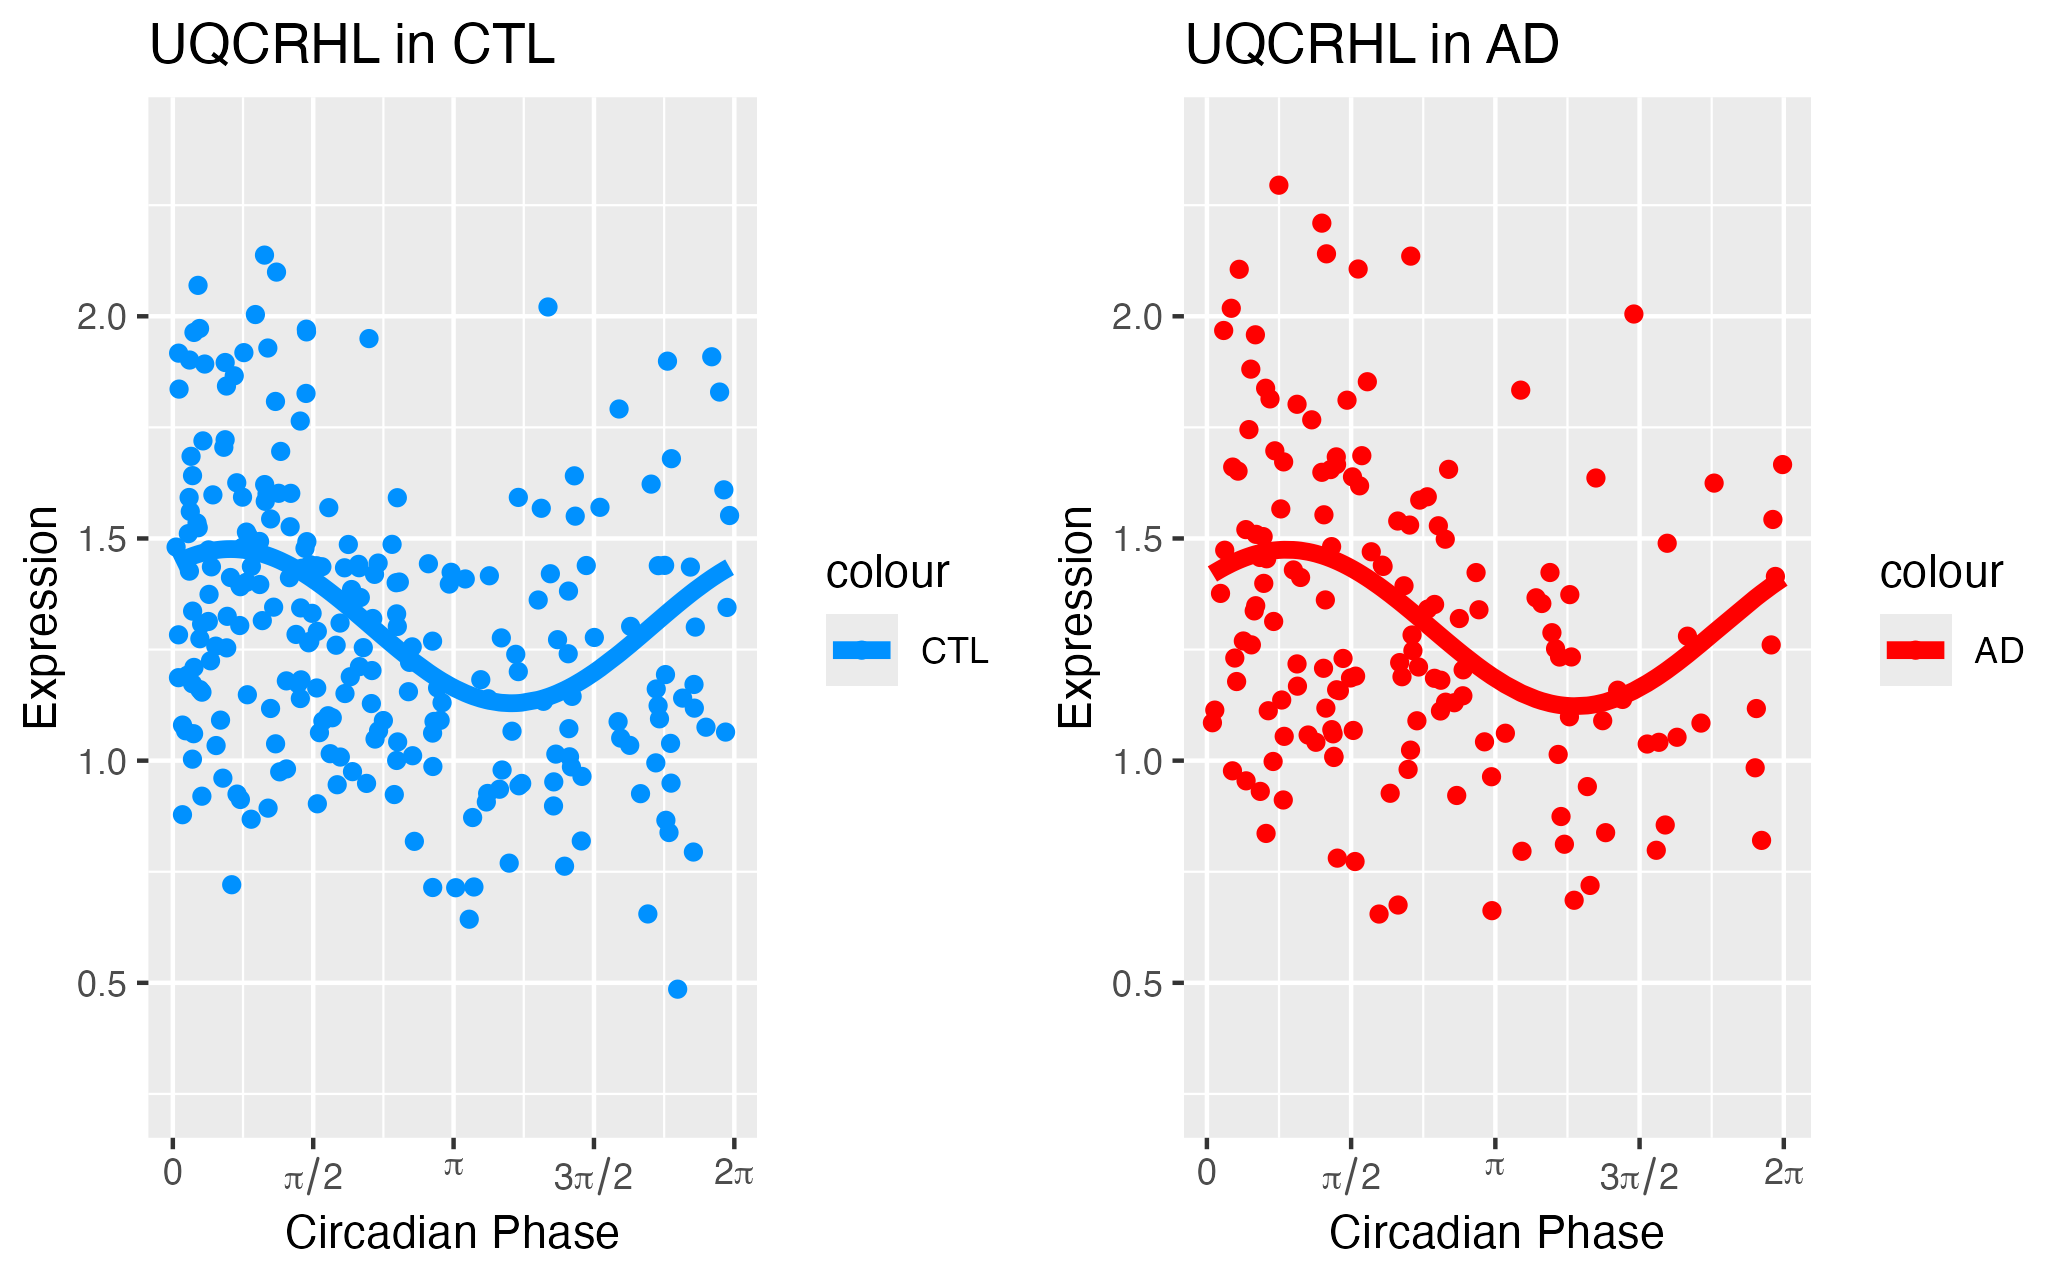 UQCRHL in CTL
Expression
2.0
1.5
1.0
0.5
0
π/2
π
3π/2
2π
Circadian Phase
colour
CTL
UQCRHL in AD
Expression
2.0
1.5
1.0
0.5
0
π/2
π
3π/2
2π
Circadian Phase
colour
AD